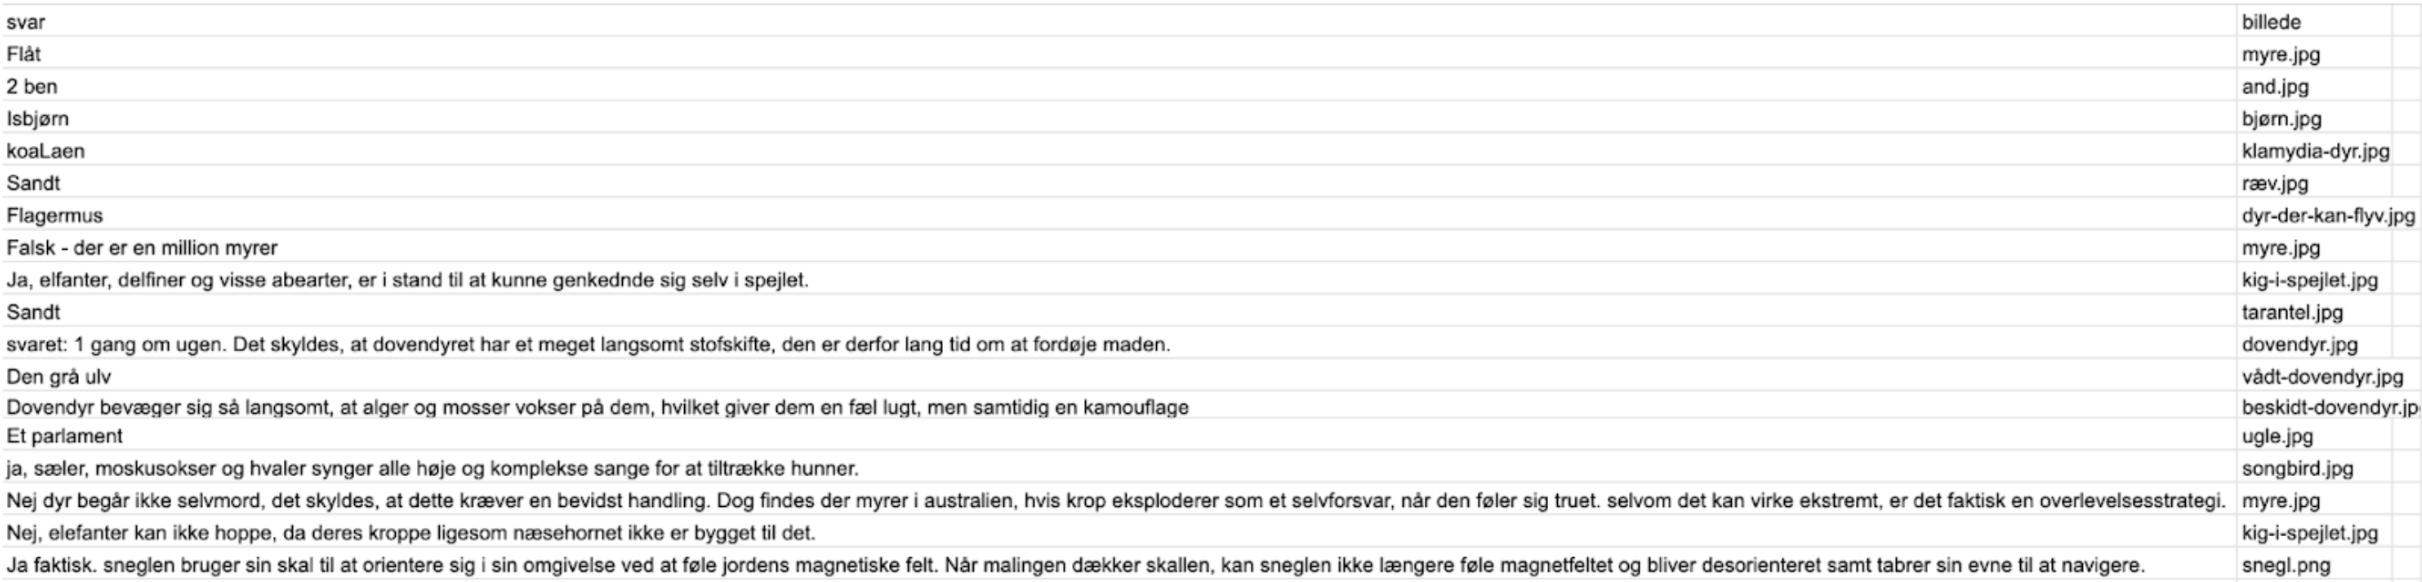 svar billede
Flåt myre.jpg
2 ben and.jpg
Isbjørn bjørn.jpg
koaLaen klamydia-dyr.jpg
Sandt ræv.jpg
Flagermus dyr-der-kan-flyv.jpg
Falsk - der er en million myrer myre.jpg
Ja, elfanter, delfiner og visse abearter, er i stand til at kunne genkednde sig selv i spejlet. kig-i-spejlet.jpg
Sandt tarantel.jpg
svaret: 1 gang om ugen. Det skyldes, at dovendyret har et meget langsomt stofskifte, den er derfor lang tid om at fordøje maden. dovendyr.jpg
Den grå ulv vådt-dovendyr.jpg
Dovendyr bevæger sig så langsomt, at alger og mosser vokser på dem, hvilket giver dem en fæl lugt, men samtidig en kamouflage beskidt-dovendyr.jp
Et parlament ugle.jpg
ja, sæler, moskusokser og hvaler synger alle høje og komplekse sange for at tiltrække hunner. songbird.jpg
Nej dyr begår ikke selvmord, det skyldes, at dette kræver en bevidst handling. Dog findes der myrer i australien, hvis krop eksploderer som et selvforsvar, når den føler sig truet. selvom det kan virke ekstremt, er det faktisk en overlevelsesstrategi. myre.jpg
Nej, elefanter kan ikke hoppe, da deres kroppe ligesom næsehornet ikke er bygget til det. kig-i-spejlet.jpg
Ja faktisk. sneglen bruger sin skal til at orientere sig i sin omgivelse ved at føle jordens magnetiske felt. Når malingen dækker skallen, kan sneglen ikke længere føle magnetfeltet og bliver desorienteret samt tabrer sin evne til at navigere. snegl.png